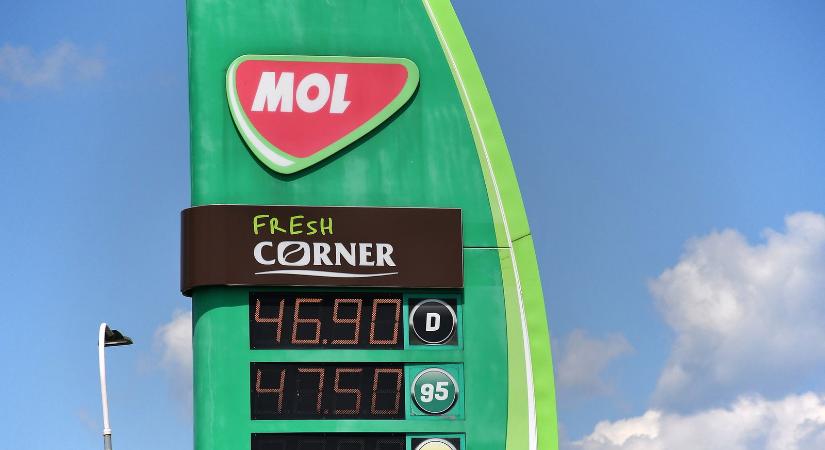 MOL
FRESH
CORNER
46.90 D
47.50 95